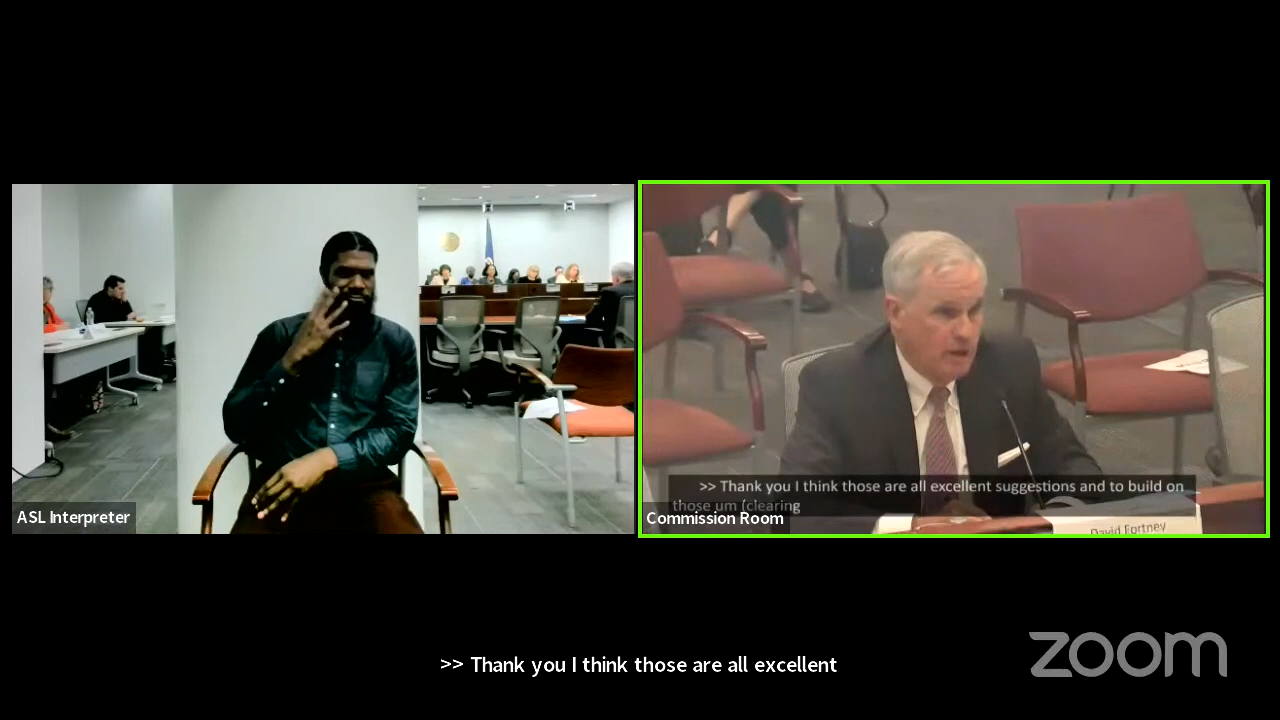 >> Thank you I think those are all excellent suggestions and to build on
those um (clearing
ASL Interpreter
Commission Room
David Fortney
>> Thank you I think those are all excellent
zoom